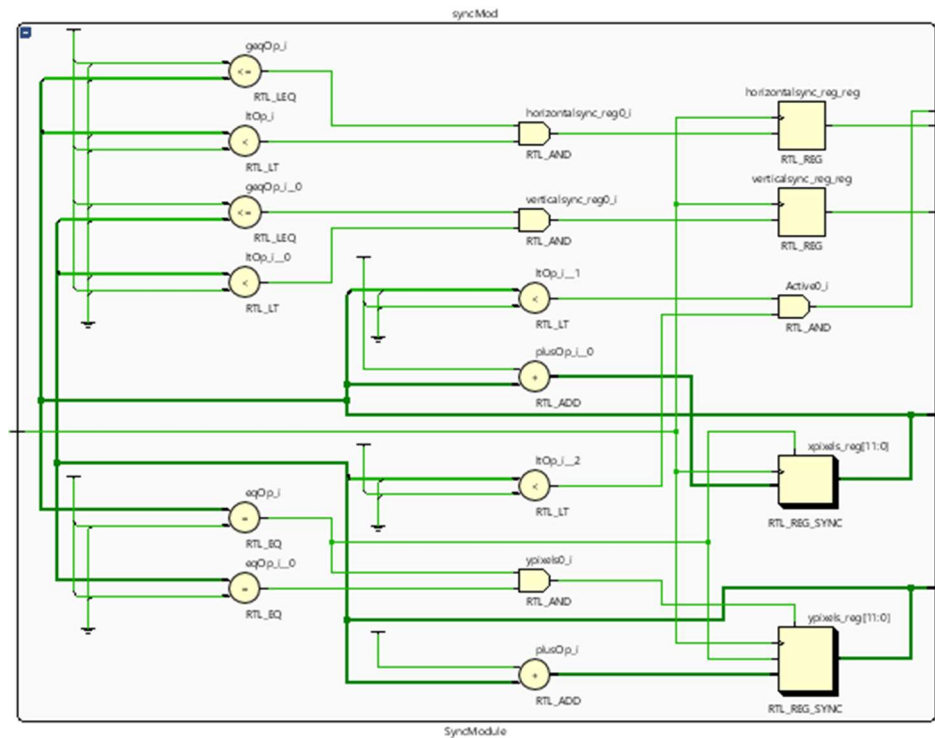 syncMod
geqOp_i
<=
RTL_LEQ
ltOp_i
<
RTL_LT
geqOp_i__0
<=
RTL_LEQ
ltOp_i__0
<
RTL_LT
horizontalsync_reg0_i
RTL_AND
verticalsync_reg0_i
RTL_AND
horizontalsync_reg_reg
RTL_REG
verticalsync_reg_reg
RTL_REG
ltOp_i__1
<
RTL_LT
Active0_i
RTL_AND
plusOp_i__0
+
RTL_ADD
ltOp_i__2
<
RTL_LT
xpixels_reg[11:0]
RTL_REG_SYNC
eqOp_i
=
RTL_EQ
eqOp_i__0
=
RTL_EQ
ypixels0_i
RTL_AND
plusOp_i
+
RTL_ADD
ypixels_reg[11:0]
RTL_REG_SYNC
SyncModule